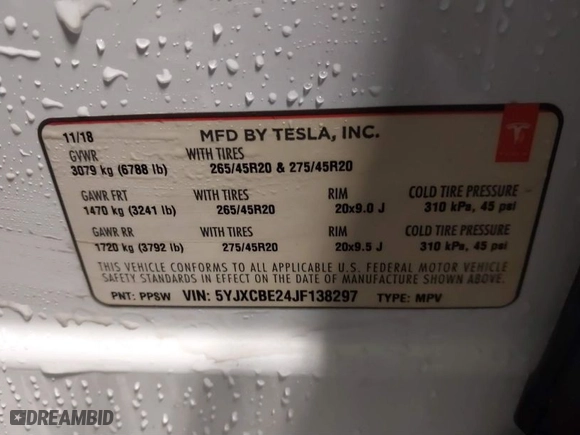 11/18 MFD BY TESLA, INC.
GVWR WITH TIRES
3079 kg (6788 lb) 265/45R20 & 275/45R20
GAWR FRT WITH TIRES RIM COLD TIRE PRESSURE
1470 kg (3241 lb) 265/45R20 20x9.0 J 310 kPa, 45 psi
GAWR RR WITH TIRES RIM COLD TIRE PRESSURE
1720 kg (3792 lb) 275/45R20 20x9.5 J 310 kPa, 45 psi
THIS VEHICLE CONFORMS TO ALL APPLICABLE U.S. FEDERAL MOTOR VEHICLE
SAFETY STANDARDS IN EFFECT ON THE DATE OF MANUFACTURE SHOWN ABOVE.
PNT: PPSW VIN: 5YJXCBE24JF138297 TYPE: MPV
DREAMBID